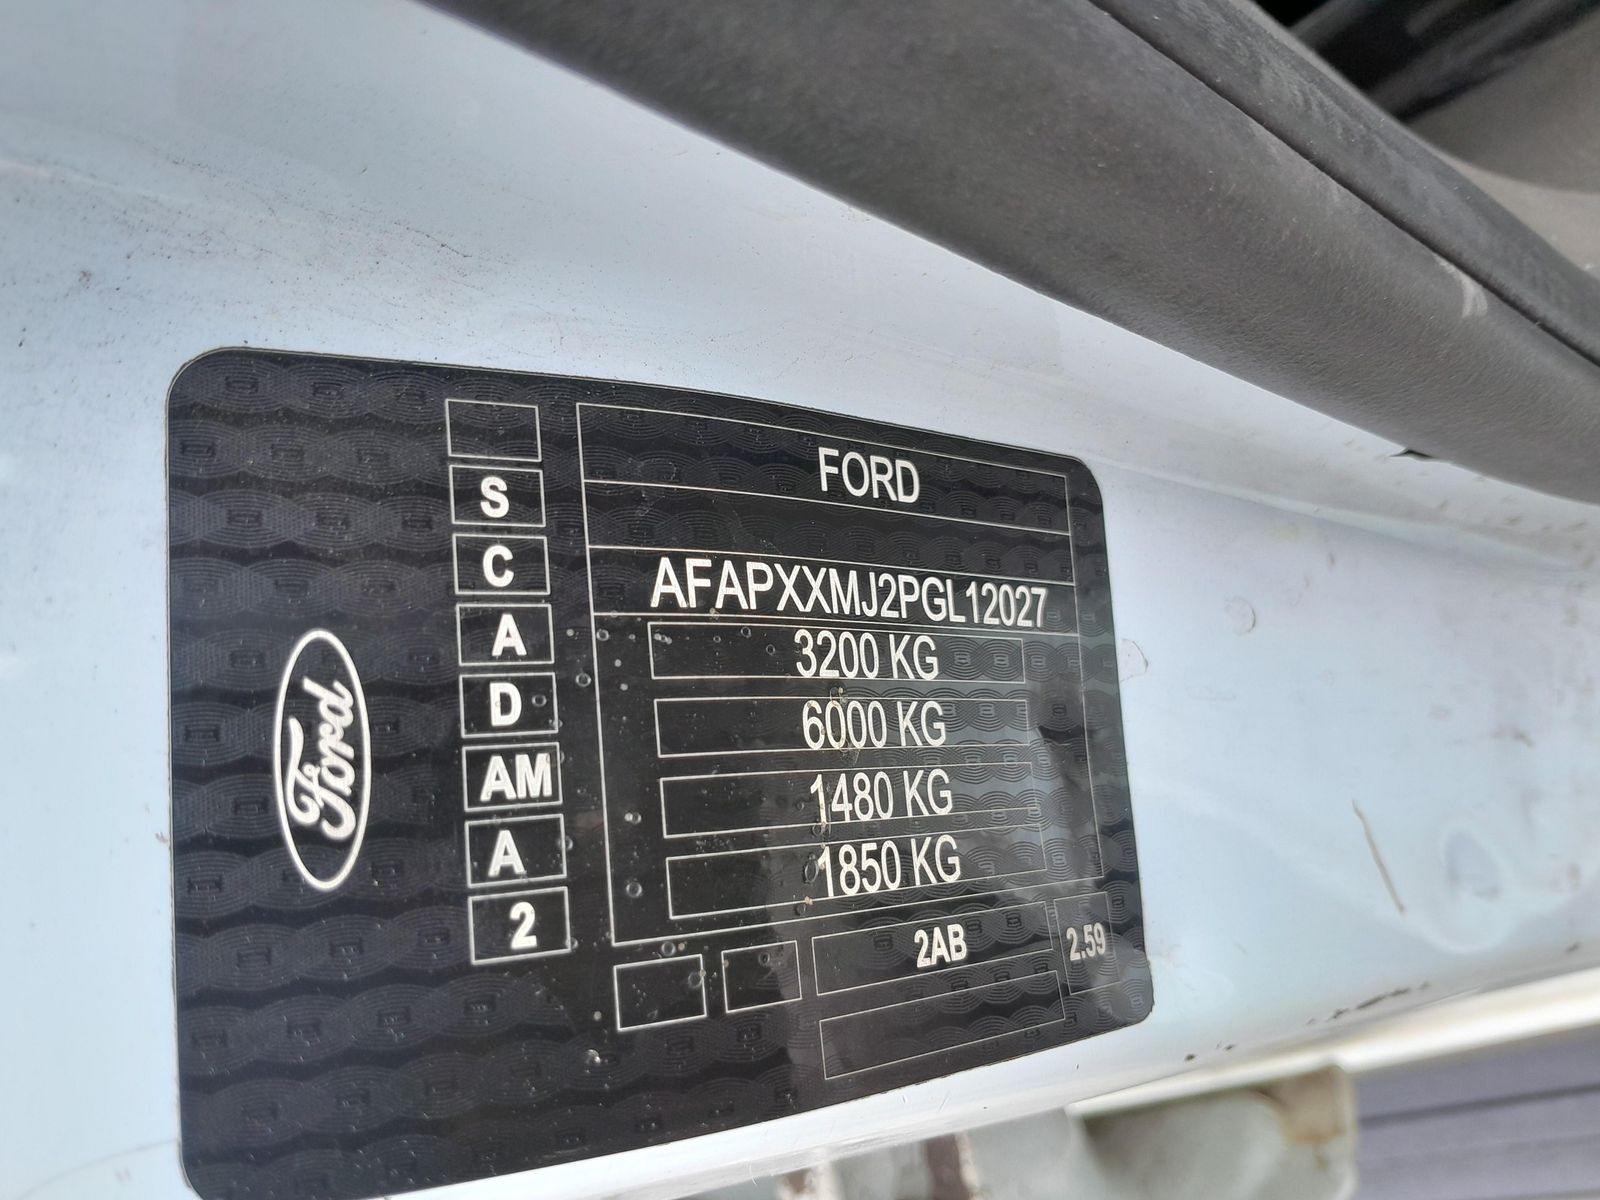 Ford
S
C
A
D
AM
A
2
FORD
AFAPXXMJ2PGL12027
3200 KG
6000 KG
1480 KG
1850 KG
2AB
2.59